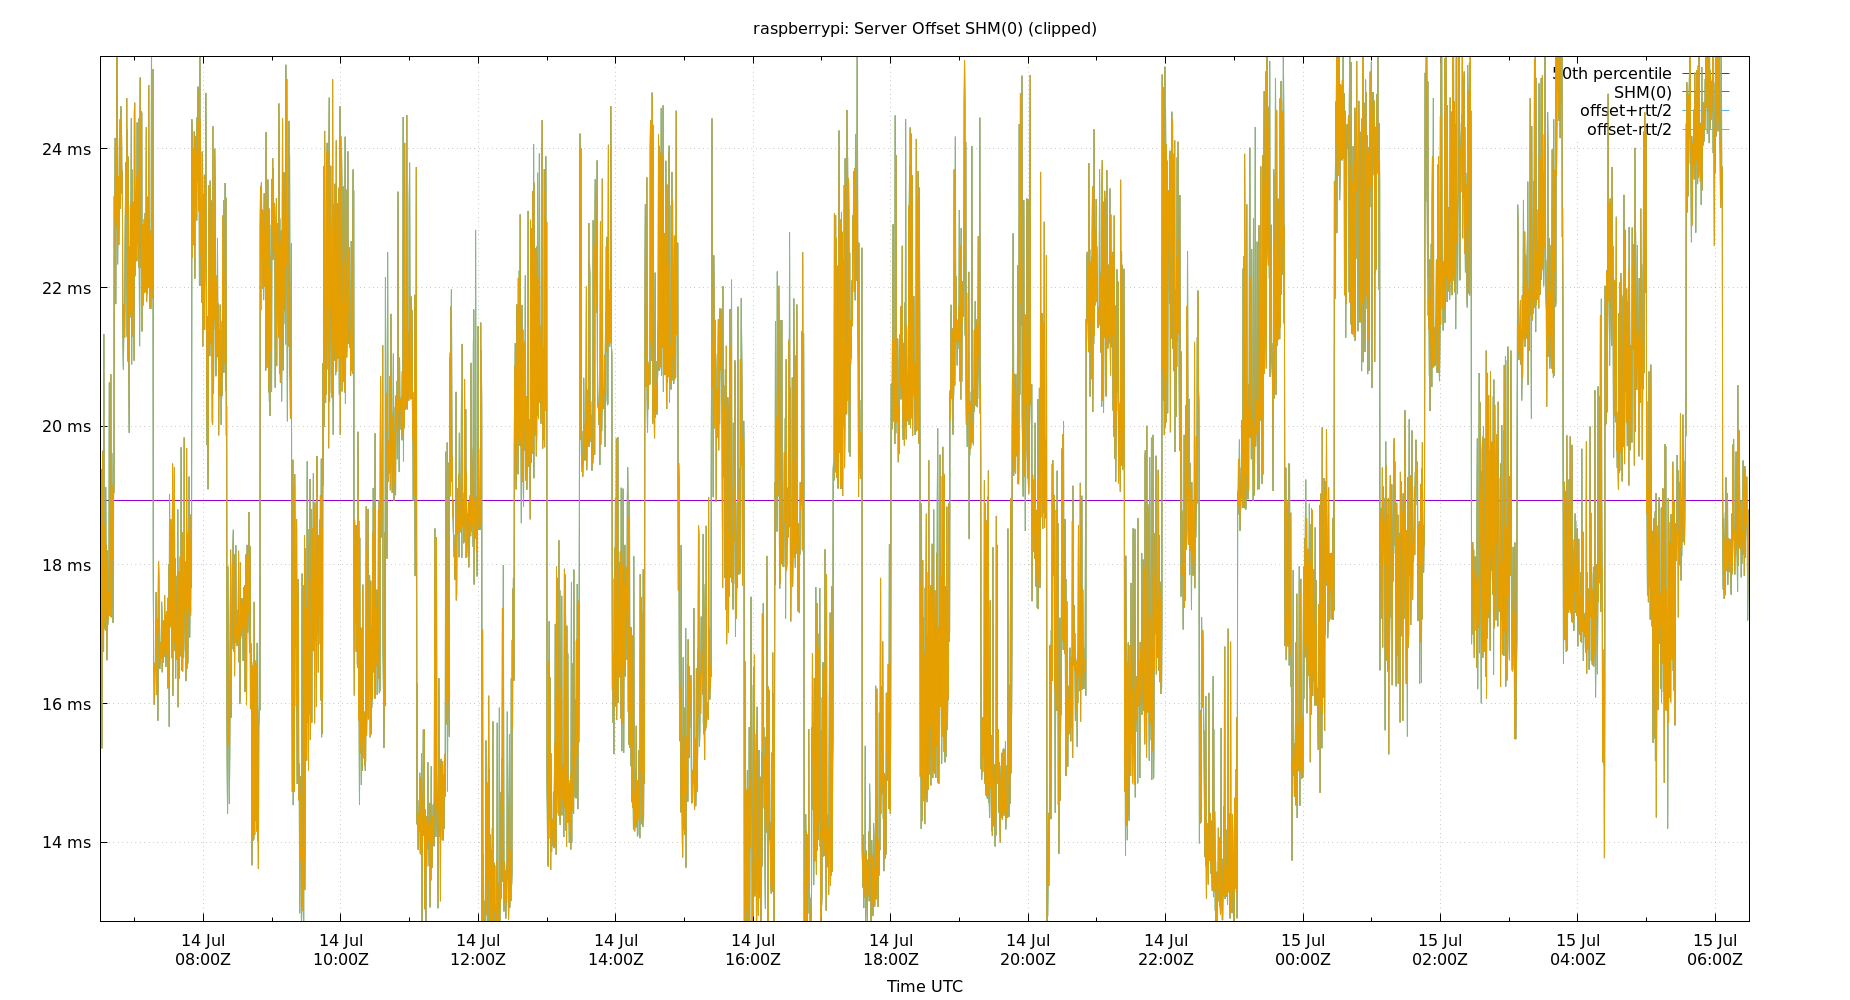 raspberrypi: Server Offset SHM(0) (clipped)
50th percentile
SHM(0)
offset+rtt/2
offset-rtt/2
24 ms
22 ms
20 ms
18 ms
16 ms
14 ms
14 Jul 14 Jul 14 Jul 14 Jul 14 Jul 14 Jul 14 Jul 14 Jul 15 Jul 15 Jul 15 Jul 15 Jul
08:00Z 10:00Z 12:00Z 14:00Z 16:00Z 18:00Z 20:00Z 22:00Z 00:00Z 02:00Z 04:00Z 06:00Z
Time UTC